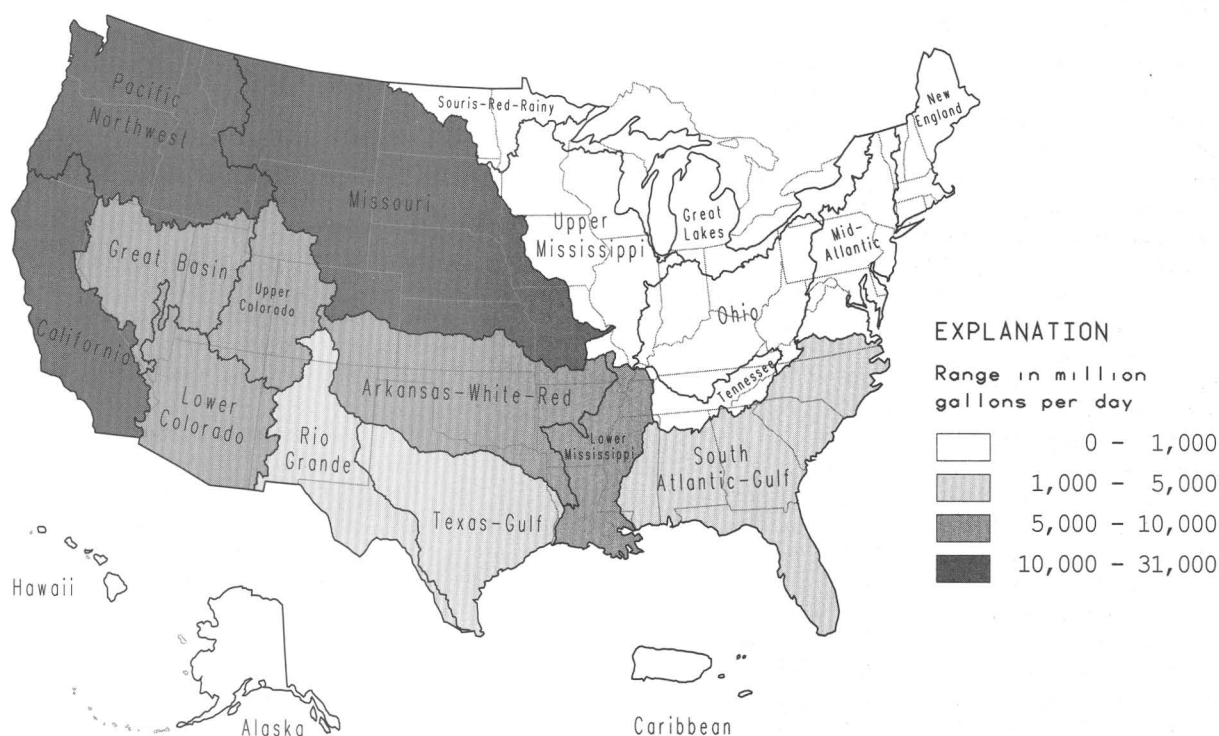 Pacific
Northwest
Souris-Red-Rainy
New
England
Missouri
Upper
Mississippi
Great
Lakes
Mid-
Atlantic
Great Basin
Upper
Colorado
Ohio
California
Tennessee
Arkansas-White-Red
Lower
Colorado
Rio
Grande
Lower
Mississippi
South
Atlantic-Gulf
Texas-Gulf
Hawaii
Alaska
Caribbean
EXPLANATION
Range in million
gallons per day
0 - 1,000
1,000 - 5,000
5,000 - 10,000
10,000 - 31,000